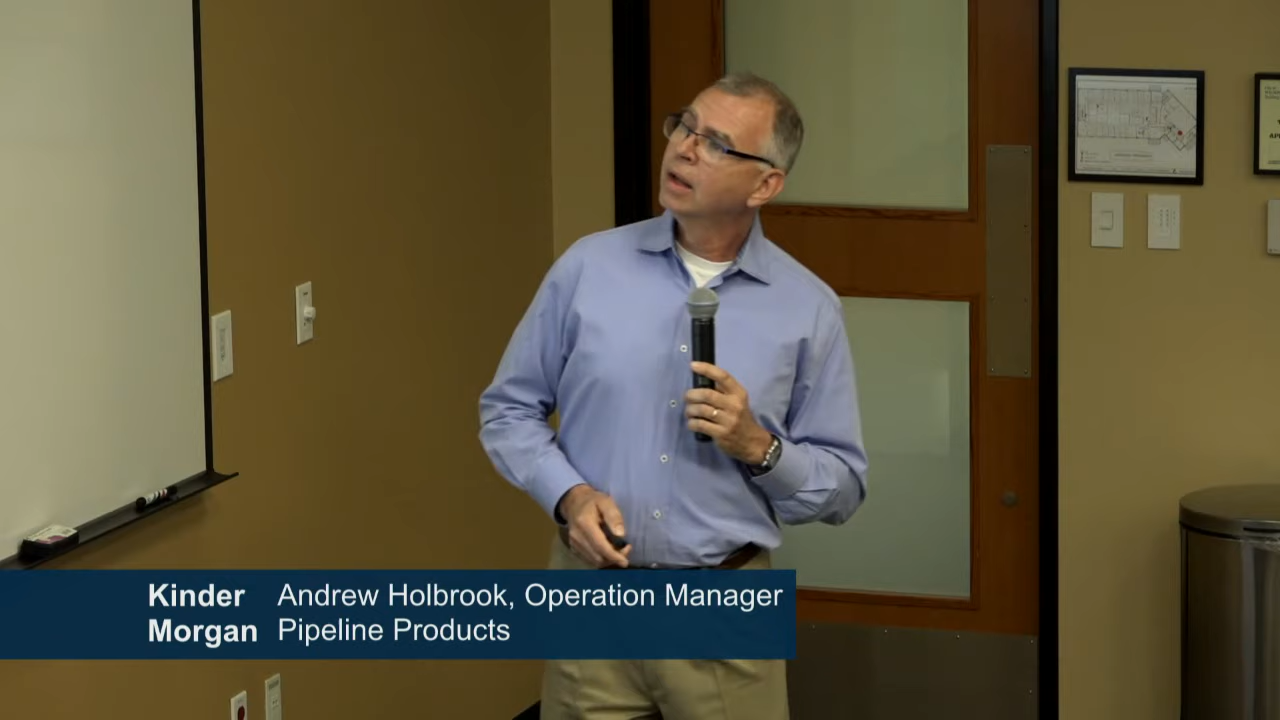 Kinder Andrew Holbrook, Operation Manager
Morgan Pipeline Products